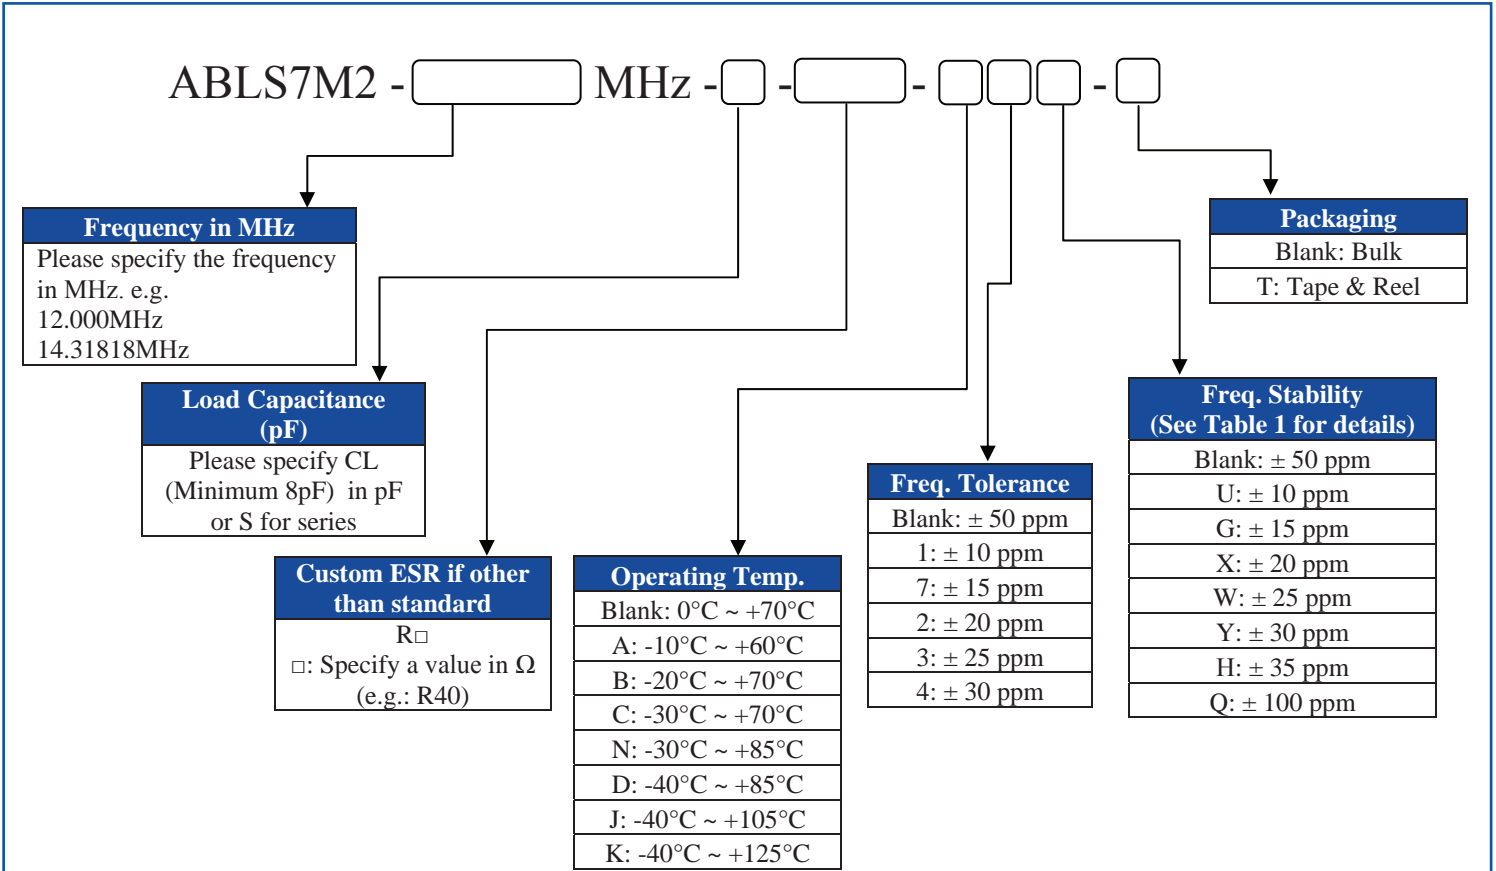 ABLS7M2 - MHz - - - -
Frequency in MHz
Please specify the frequency
in MHz. e.g.
12.000MHz
14.31818MHz
Load Capacitance
(pF)
Please specify CL
(Minimum 8pF) in pF
or S for series
Custom ESR if other
than standard
R□
□: Specify a value in Ω
(e.g.: R40)
Operating Temp.
Blank: 0°C ~ +70°C
A: -10°C ~ +60°C
B: -20°C ~ +70°C
C: -30°C ~ +70°C
N: -30°C ~ +85°C
D: -40°C ~ +85°C
J: -40°C ~ +105°C
K: -40°C ~ +125°C
Freq. Tolerance
Blank: ± 50 ppm
1: ± 10 ppm
7: ± 15 ppm
2: ± 20 ppm
3: ± 25 ppm
4: ± 30 ppm
Freq. Stability
(See Table 1 for details)
Blank: ± 50 ppm
U: ± 10 ppm
G: ± 15 ppm
X: ± 20 ppm
W: ± 25 ppm
Y: ± 30 ppm
H: ± 35 ppm
Q: ± 100 ppm
Packaging
Blank: Bulk
T: Tape & Reel